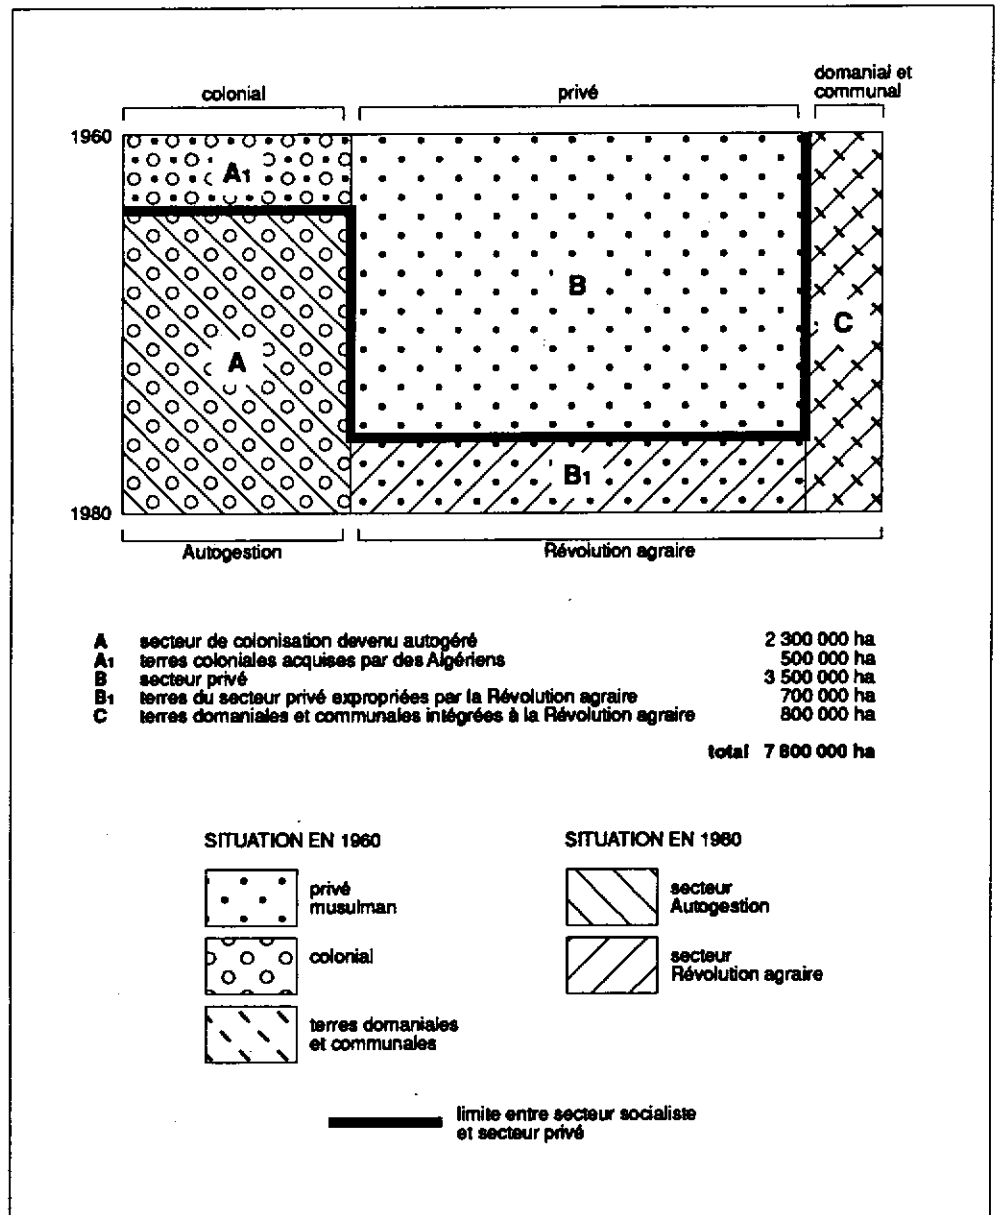 colonial
privé
domanial et
communal
1960
A1
B
C
A
B1
1980
Autogestion
Révolution agraire
A secteur de colonisation devenu autogéré 2 300 000 ha
A1 terres coloniales acquises par des Algériens 500 000 ha
B secteur privé 3 500 000 ha
B1 terres du secteur privé expropriées par la Révolution agraire 700 000 ha
C terres domaniales et communales intégrées à la Révolution agraire 800 000 ha
total 7 800 000 ha
SITUATION EN 1960
privé
musulman
colonial
terres domaniales
et communales
SITUATION EN 1980
secteur
Autogestion
secteur
Révolution agraire
limite entre secteur socialiste
et secteur privé